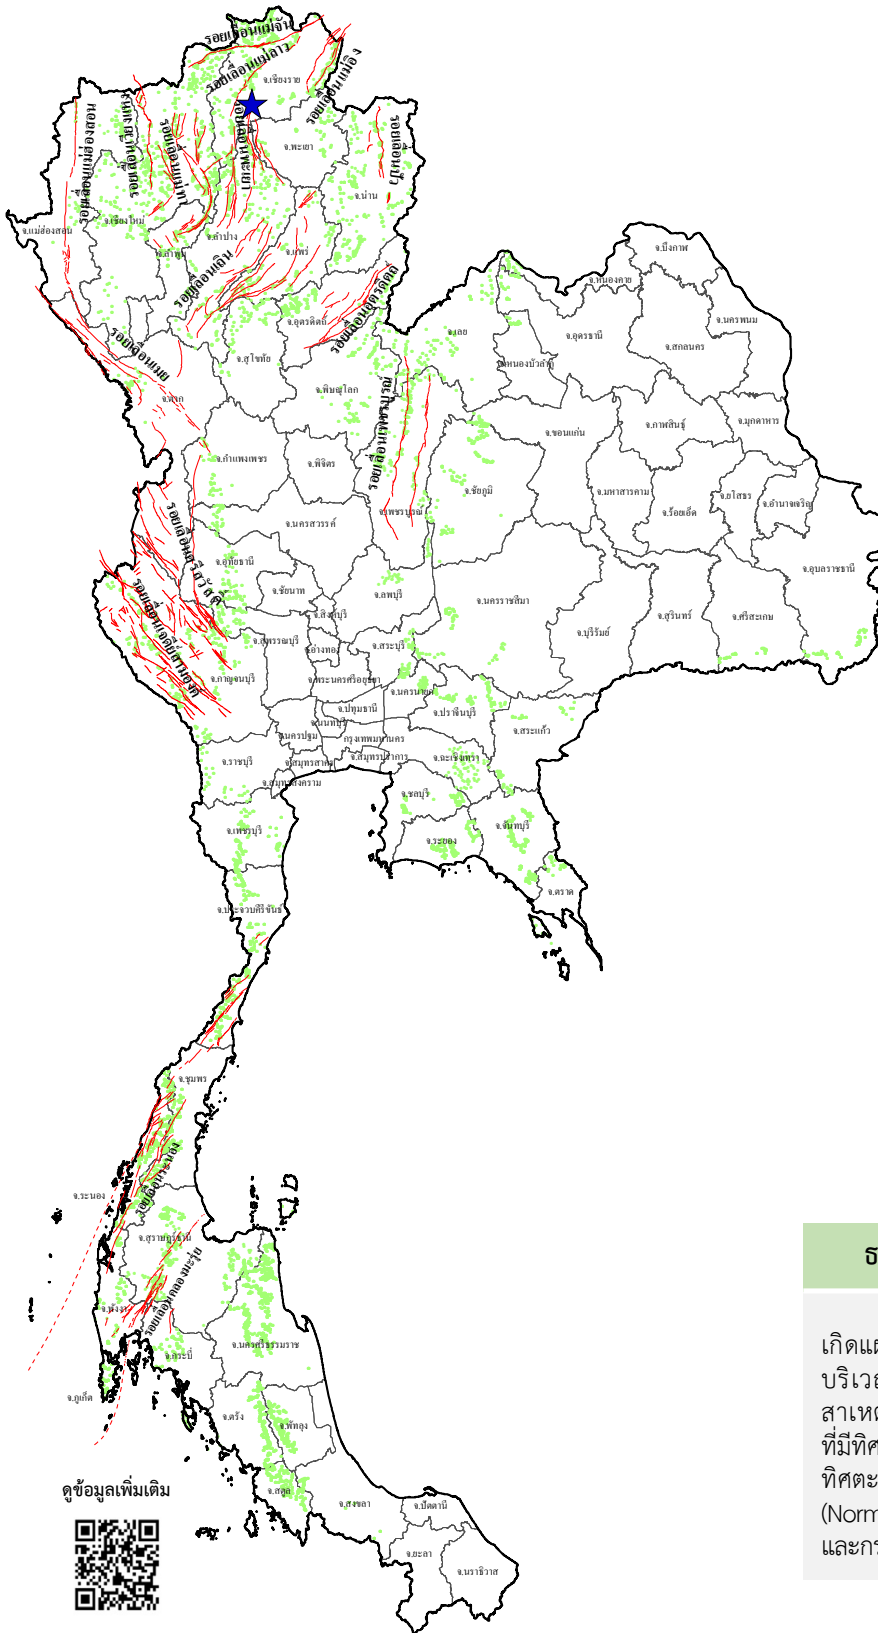 รอยเลื่อนแม่จัน
รอยเลื่อนแม่ลาว
จ.เชียงราย
รอยเลื่อนแม่อิง
รอยเลื่อนแม่ฮ่องสอน
รอยเลื่อนแม่ทา
รอยเลื่อนพะเยา
รอยเลื่อนปัว
จ.พะเยา
จ.น่าน
จ.แม่ฮ่องสอน
จ.เชียงใหม่
จ.ลำปาง
จ.แพร่
จ.ลำพูน
รอยเลื่อนเถิน
จ.บึงกาฬ
จ.หนองคาย
จ.นครพนม
จ.อุตรดิตถ์
รอยเลื่อนอุตรดิตถ์
จ.เลย
จ.อุดรธานี
จ.สกลนคร
รอยเลื่อนเมย
จ.สุโขทัย
จ.หนองบัวลำภู
จ.ตาก
จ.พิษณุโลก
รอยเลื่อนเพชรบูรณ์
จ.ขอนแก่น
จ.กาฬสินธุ์
จ.มุกดาหาร
จ.กำแพงเพชร
จ.พิจิตร
จ.ชัยภูมิ
จ.มหาสารคาม
จ.ยโสธร
จ.อำนาจเจริญ
จ.เพชรบูรณ์
จ.ร้อยเอ็ด
จ.นครสวรรค์
รอยเลื่อนศรีสวัสดิ์
จ.อุทัยธานี
จ.อุบลราชธานี
จ.ชัยนาท
จ.ลพบุรี
จ.นครราชสีมา
จ.สุรินทร์
จ.ศรีสะเกษ
จ.บุรีรัมย์
รอยเลื่อนเจดีย์สามองค์
จ.สิงห์บุรี
จ.สุพรรณบุรี
จ.อ่างทอง
จ.สระบุรี
จ.กาญจนบุรี
จ.พระนครศรีอยุธยา
จ.นครนายก
จ.ปทุมธานี
จ.ปราจีนบุรี
จ.นนทบุรี
จ.สระแก้ว
จ.นครปฐม
กรุงเทพมหานคร
จ.ราชบุรี
จ.สมุทรสาคร
จ.สมุทรปราการ
จ.ฉะเชิงเทรา
จ.สมุทรสงคราม
จ.ชลบุรี
จ.เพชรบุรี
จ.ระยอง
จ.จันทบุรี
จ.ตราด
จ.ประจวบคีรีขันธ์
จ.ชุมพร
รอยเลื่อนระนอง
จ.ระนอง
จ.สุราษฎร์ธานี
รอยเลื่อนคลองมะรุ่ย
จ.พังงา
จ.นครศรีธรรมราช
จ.กระบี่
จ.ภูเก็ต
จ.ตรัง
จ.พัทลุง
จ.สตูล
จ.สงขลา
จ.ปัตตานี
จ.ยะลา
จ.นราธิวาส
ดูข้อมูลเพิ่มเติม
ธ
เกิดแผ
บริเวณ
สาเหต
ที่มีทิศ
ทิศตะ
(Norm
และกร